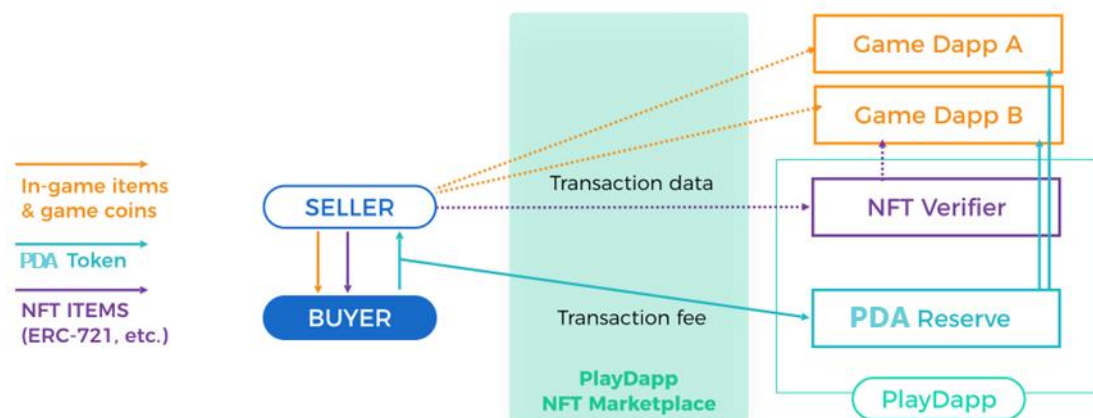 In-game items
& game coins
PDA Token
NFT ITEMS
(ERC-721, etc.)
SELLER
BUYER
Transaction data
Transaction fee
PlayDapp
NFT Marketplace
Game Dapp A
Game Dapp B
NFT Verifier
PDA Reserve
PlayDapp